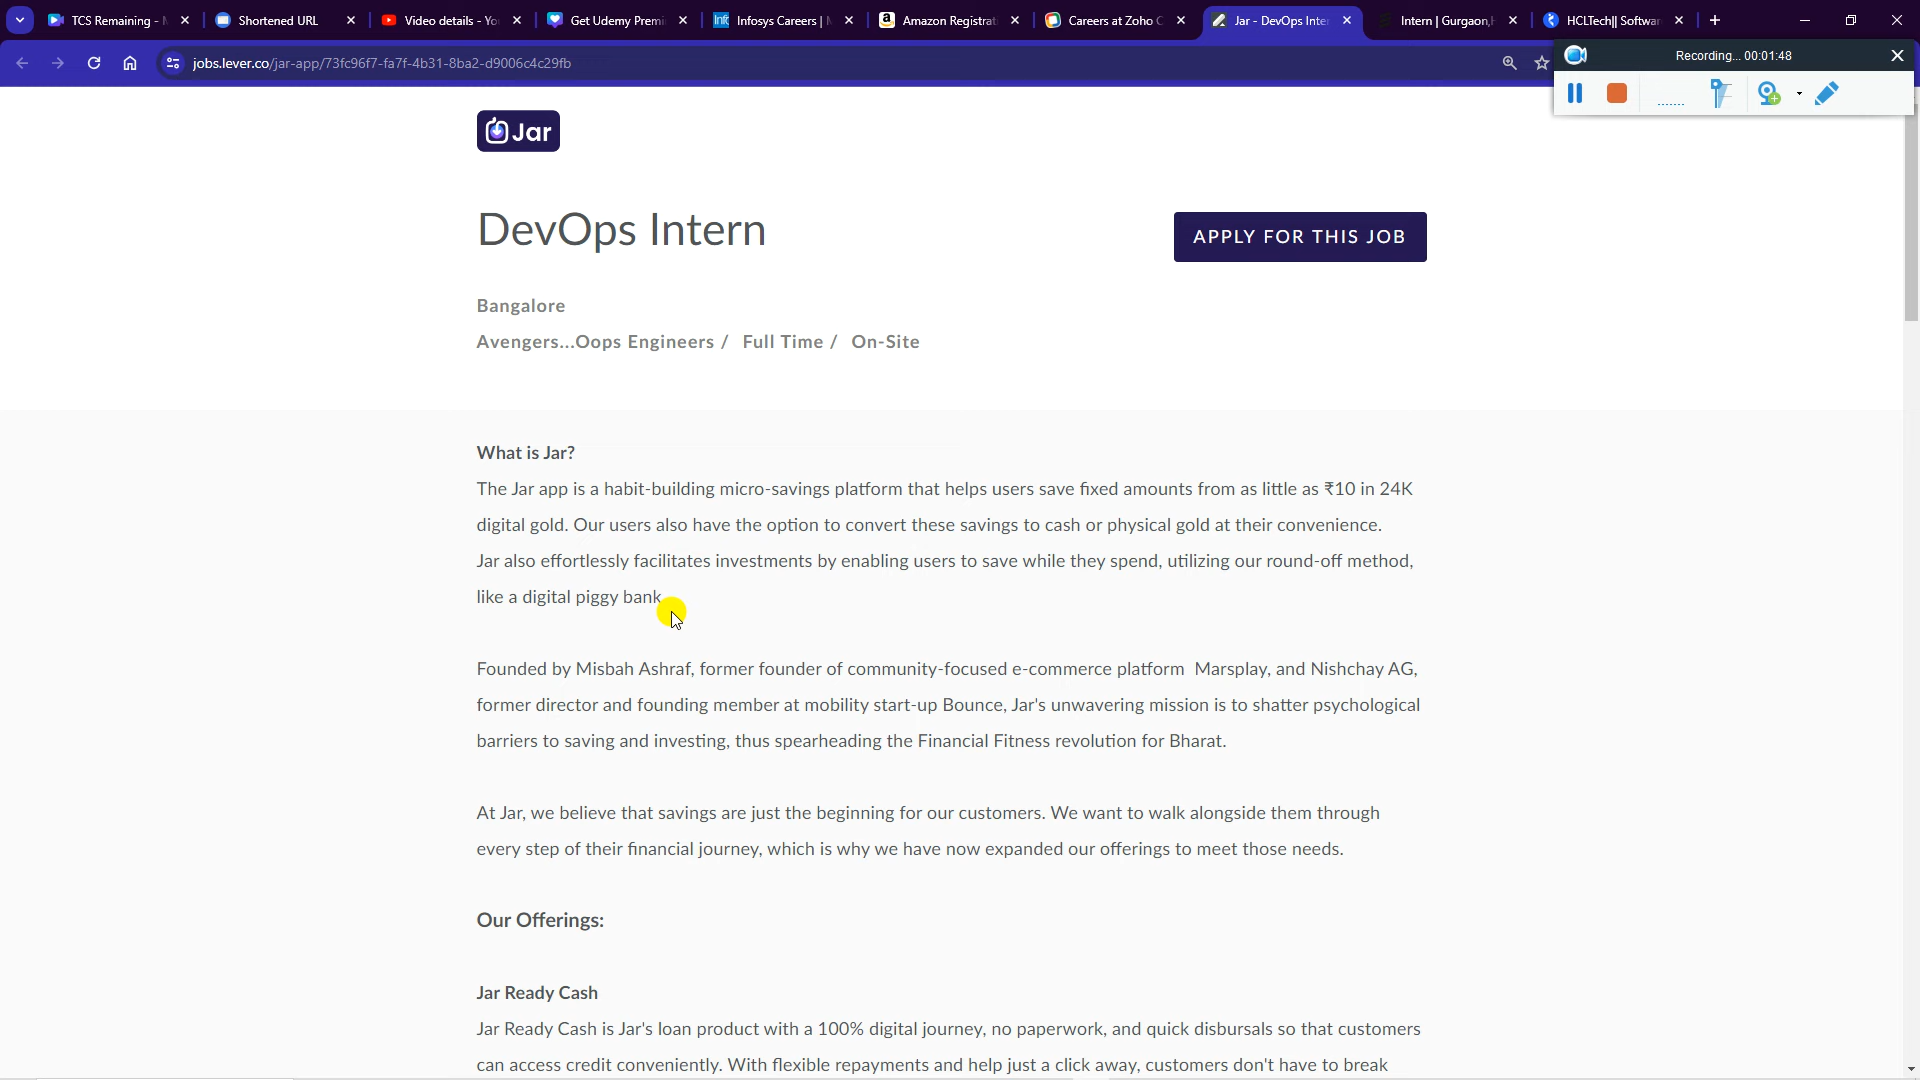 TCS Remaining -
Shortened URL
Video details - Yo
Get Udemy Premi
Infosys Careers |
Amazon Registrat
Careers at Zoho C
Jar - DevOps Inte
Intern | Gurgaon,
HCLTech|| Softwar
jobs.lever.co/jar-app/73fc96f7-fa7f-4b31-8ba2-d9006c4c29fb
Recording... 00:01:48
Jar
DevOps Intern
APPLY FOR THIS JOB
Bangalore
Avengers...Oops Engineers / Full Time / On-Site
What is Jar?
The Jar app is a habit-building micro-savings platform that helps users save fixed amounts from as little as ₹10 in 24K
digital gold. Our users also have the option to convert these savings to cash or physical gold at their convenience.
Jar also effortlessly facilitates investments by enabling users to save while they spend, utilizing our round-off method,
like a digital piggy bank
Founded by Misbah Ashraf, former founder of community-focused e-commerce platform Marsplay, and Nishchay AG,
former director and founding member at mobility start-up Bounce, Jar's unwavering mission is to shatter psychological
barriers to saving and investing, thus spearheading the Financial Fitness revolution for Bharat.
At Jar, we believe that savings are just the beginning for our customers. We want to walk alongside them through
every step of their financial journey, which is why we have now expanded our offerings to meet those needs.
Our Offerings:
Jar Ready Cash
Jar Ready Cash is Jar's loan product with a 100% digital journey, no paperwork, and quick disbursals so that customers
can access credit conveniently. With flexible repayments and help just a click away, customers don't have to break